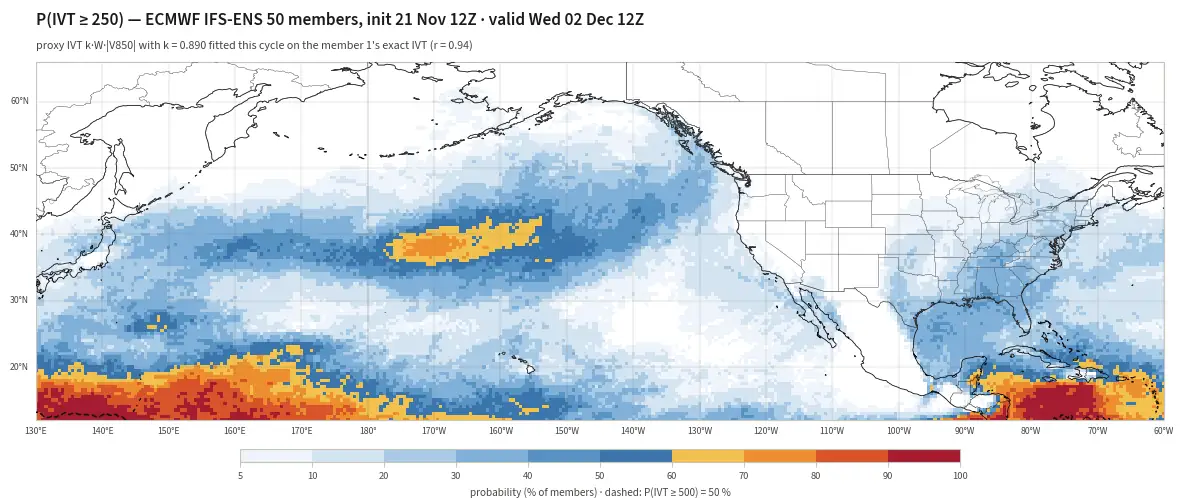 P(IVT ≥ 250) — ECMWF IFS-ENS 50 members, init 21 Nov 12Z · valid Wed 02 Dec 12Z
proxy IVT k·W·|V850| with k = 0.890 fitted this cycle on the member 1's exact IVT (r = 0.94)
60°N
50°N
40°N
30°N
20°N
130°E 140°E 150°E 160°E 170°E 180° 170°W 160°W 150°W 140°W 130°W 120°W 110°W 100°W 90°W 80°W 70°W 60°W
5 10 20 30 40 50 60 70 80 90 100
probability (% of members) · dashed: P(IVT ≥ 500) = 50 %